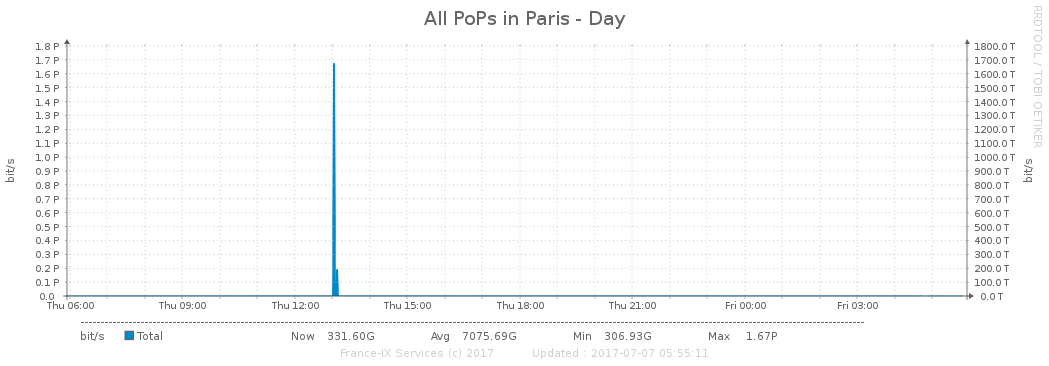 All PoPs in Paris - Day
RRDTOOL / TOBI OETIKER
bit/s
1.8 P
1.7 P
1.6 P
1.5 P
1.4 P
1.3 P
1.2 P
1.1 P
1.0 P
0.9 P
0.8 P
0.7 P
0.6 P
0.5 P
0.4 P
0.3 P
0.2 P
0.1 P
0.0
1800.0 T
1700.0 T
1600.0 T
1500.0 T
1400.0 T
1300.0 T
1200.0 T
1100.0 T
1000.0 T
900.0 T
800.0 T
700.0 T
600.0 T
500.0 T
400.0 T
300.0 T
200.0 T
100.0 T
0.0 T
bit/s
Thu 06:00 Thu 09:00 Thu 12:00 Thu 15:00 Thu 18:00 Thu 21:00 Fri 00:00 Fri 03:00
bit/s Total Now 331.60G Avg 7075.69G Min 306.93G Max 1.67P
France-IX Services (c) 2017 Updated : 2017-07-07 05:55:11